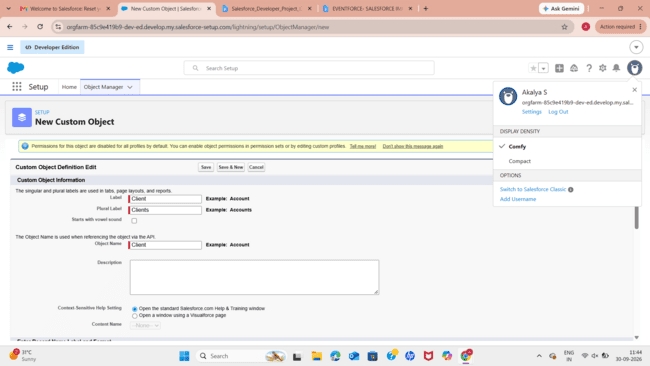 Welcome to Salesforce: Reset y
New Custom Object | Salesforce
Salesforce_Developer_Project_
EVENTFORCE- SALESFORCE
orgfarm-85c9e419b9-dev-ed.develop.my.salesforce-setup.com/lightning/setup/ObjectManager/new
Ask Gemini
Action required
Developer Edition
Search Setup
Setup
Home
Object Manager
SETUP
New Custom Object
Permissions for this object are disabled for all profiles by default. You can enable object permissions in permission sets or by editing custom profiles.
Tell me more!
Don't show this message again
Custom Object Definition Edit
Save
Save & New
Cancel
Custom Object Information
The singular and plural labels are used in tabs, page layouts, and reports.
Label
Client
Example: Account
Plural Label
Clients
Example: Accounts
Starts with vowel sound
The Object Name is used when referencing the object via the API.
Object Name
Client
Example: Account
Description
Context-Sensitive Help Setting
Open the standard Salesforce.com Help & Training window
Open a window using a Visualforce page
Content Name
--None--
Akalya S
orgfarm-85c9e419b9-dev-ed.develop.my.sal...
Settings
Log Out
DISPLAY DENSITY
Comfy
Compact
OPTIONS
Switch to Salesforce Classic
Add Username
31°C
Sunny
Search
ENG
IN
11:44
30-09-2026